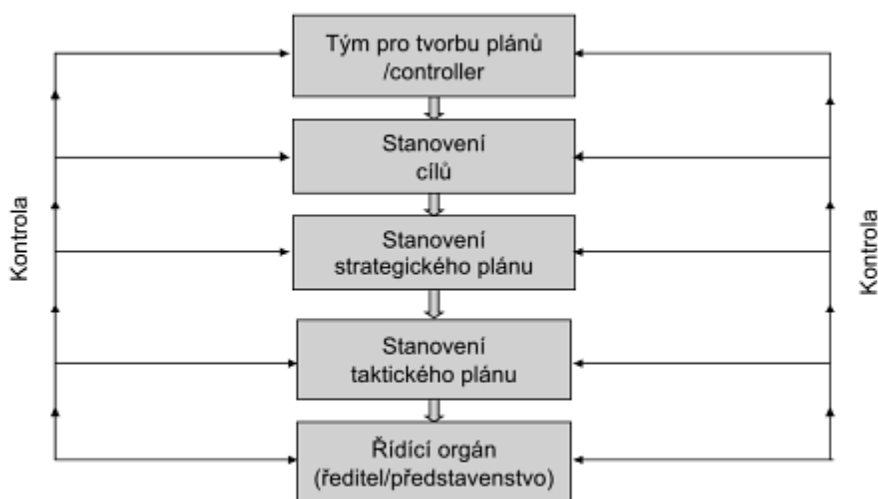 Tým pro tvorbu plánů
/controller
Stanovení
cílů
Kontrola
Stanovení
strategického plánu
Kontrola
Stanovení
taktického plánu
Řídící orgán
(ředitel/představenstvo)